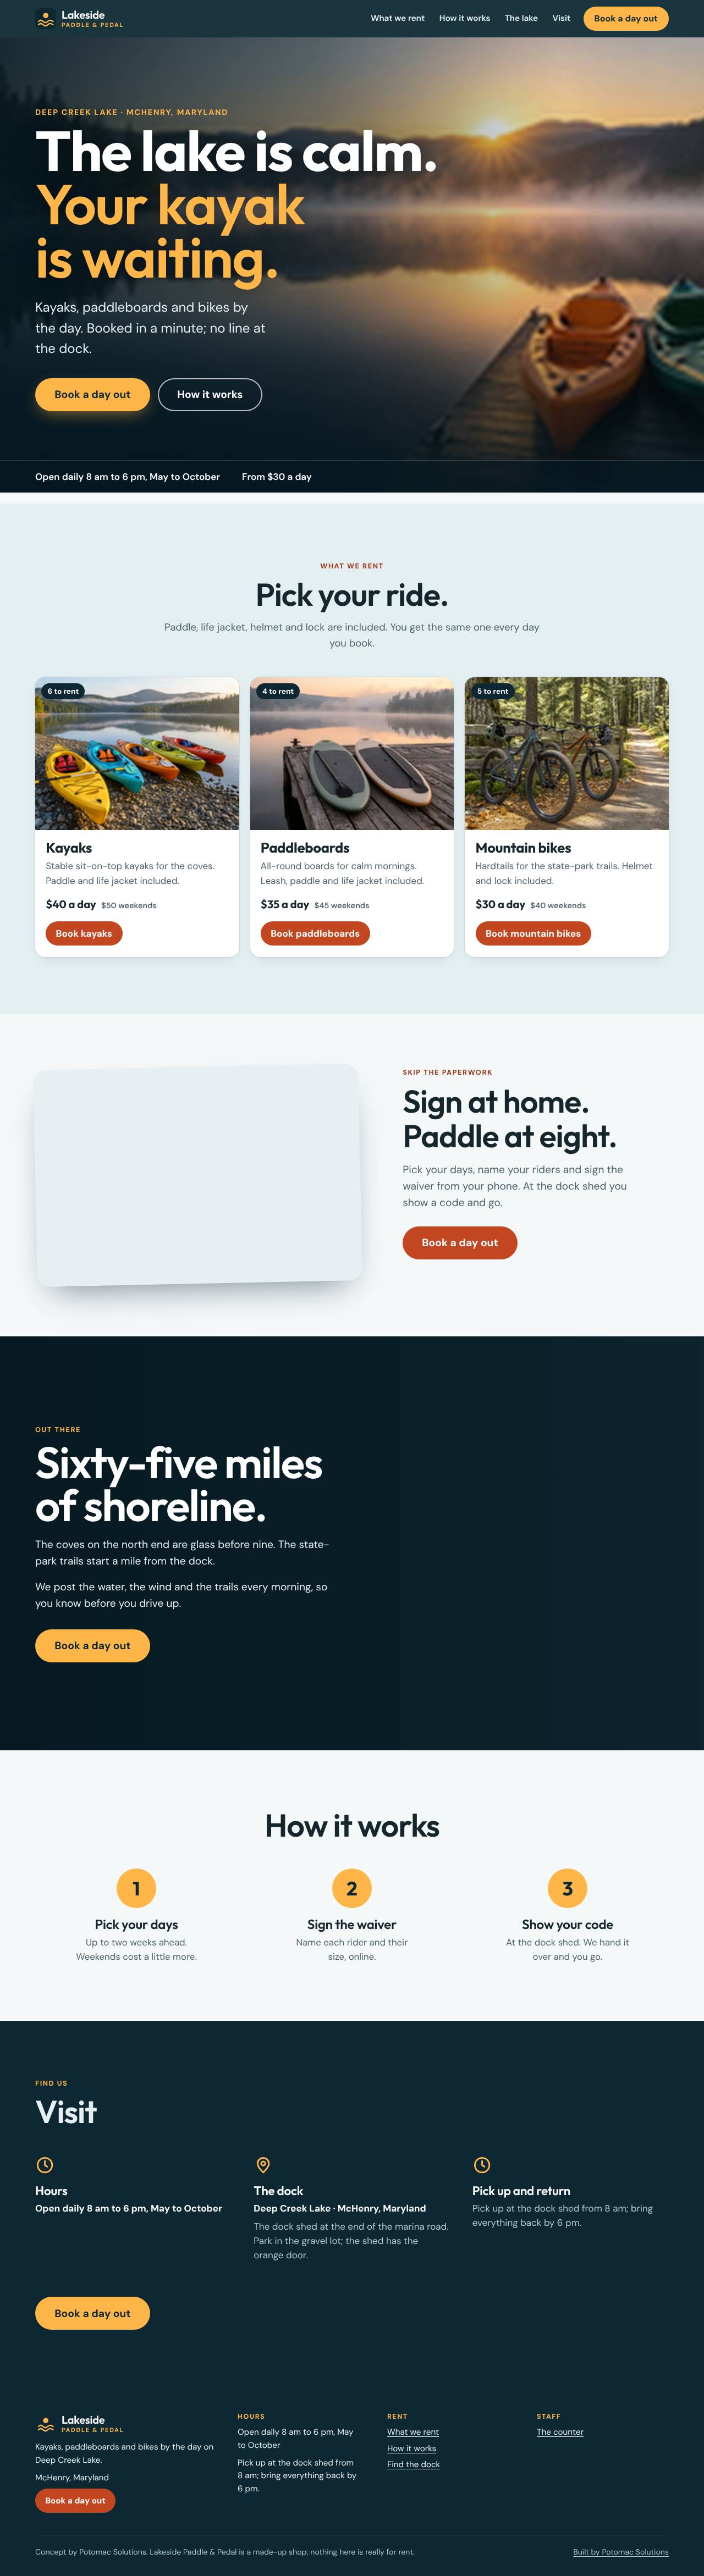 Lakeside
PADDLE & PEDAL
What we rent
How it works
The lake
Visit
Book a day out
DEEP CREEK LAKE · MCHENRY, MARYLAND
The lake is calm.
Your kayak
is waiting.
Kayaks, paddleboards and bikes by
the day. Booked in a minute; no line at
the dock.
Book a day out
How it works
Open daily 8 am to 6 pm, May to October
From $30 a day
WHAT WE RENT
Pick your ride.
Paddle, life jacket, helmet and lock are included. You get the same one every day
you book.
6 to rent
Kayaks
Stable sit-on-top kayaks for the coves.
Paddle and life jacket included.
$40 a day $50 weekends
Book kayaks
4 to rent
Paddleboards
All-round boards for calm mornings.
Leash, paddle and life jacket included.
$35 a day $45 weekends
Book paddleboards
5 to rent
Mountain bikes
Hardtails for the state-park trails. Helmet
and lock included.
$30 a day $40 weekends
Book mountain bikes
SKIP THE PAPERWORK
Sign at home.
Paddle at eight.
Pick your days, name your riders and sign the
waiver from your phone. At the dock shed you
show a code and go.
Book a day out
OUT THERE
Sixty-five miles
of shoreline.
The coves on the north end are glass before nine. The state-
park trails start a mile from the dock.
We post the water, the wind and the trails every morning, so
you know before you drive up.
Book a day out
How it works
1
Pick your days
Up to two weeks ahead.
Weekends cost a little more.
2
Sign the waiver
Name each rider and their
size, online.
3
Show your code
At the dock shed. We hand it
over and you go.
FIND US
Visit
Hours
Open daily 8 am to 6 pm, May to October
The dock
Deep Creek Lake · McHenry, Maryland
The dock shed at the end of the marina road.
Park in the gravel lot; the shed has the
orange door.
Pick up and return
Pick up at the dock shed from 8 am; bring
everything back by 6 pm.
Book a day out
Lakeside
PADDLE & PEDAL
Kayaks, paddleboards and bikes by the day on
Deep Creek Lake.
McHenry, Maryland
Book a day out
HOURS
Open daily 8 am to 6 pm, May
to October
Pick up at the dock shed from
8 am; bring everything back by
6 pm.
RENT
What we rent
How it works
Find the dock
STAFF
The counter
Concept by Potomac Solutions. Lakeside Paddle & Pedal is a made-up shop; nothing here is really for rent.
Built by Potomac Solutions